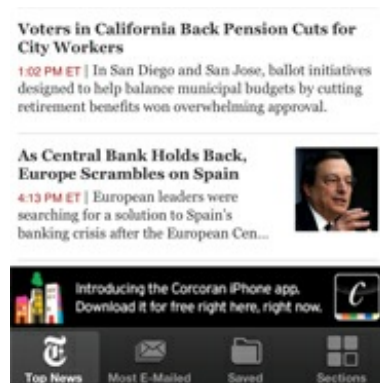 Voters in California Back Pension Cuts for
City Workers
1:02 PM ET | In San Diego and San Jose, ballot initiatives
designed to help balance municipal budgets by cutting
retirement benefits won overwhelming approval.
As Central Bank Holds Back,
Europe Scrambles on Spain
4:13 PM ET | European leaders were
searching for a solution to Spain's
banking crisis after the European Cen...
Introducing the Corcoran iPhone app.
Download it for free right here, right now.
C
T
Top News Most E-Mailed Saved Sections